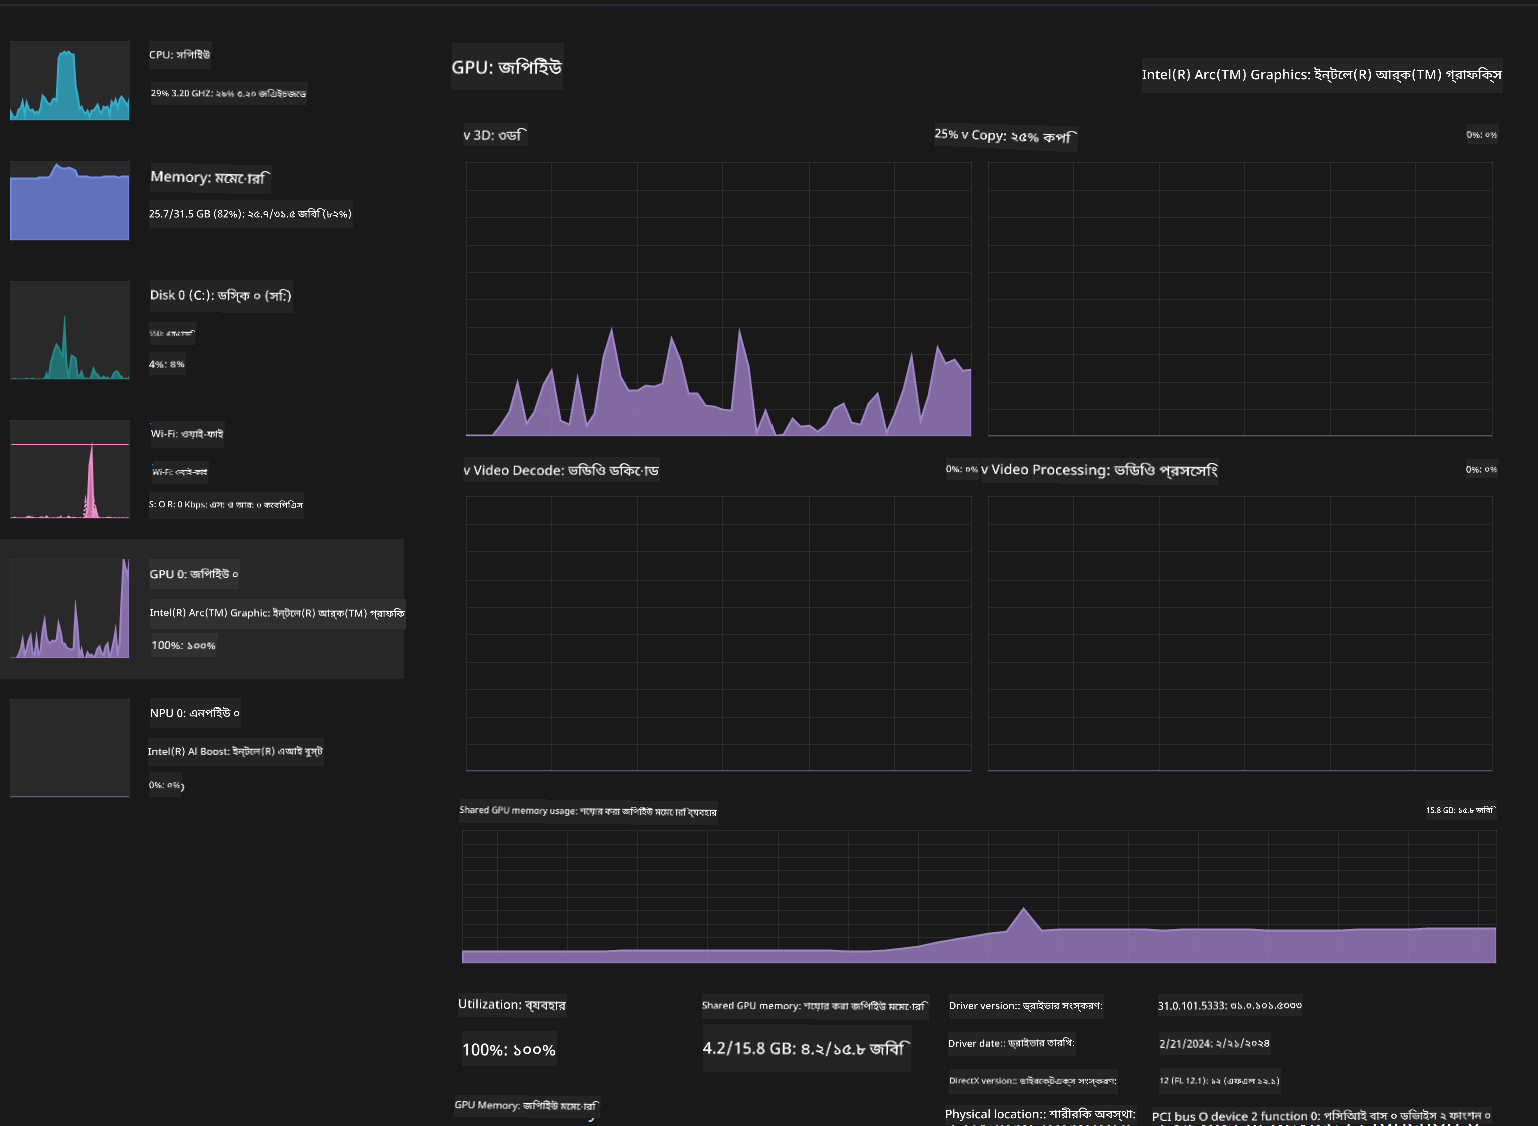 CPU: সিপিইউ
29% 3.20 GHZ: ২৯% ৩.২০ জিএইচজেড
Memory: মেমোরি
25.7/31.5 GB (82%): ২৫.৭/৩১.৫ জিবি (৮২%)
Disk 0 (C:): ডিস্ক ০ (সি:)
SSD: এসএসডি
4%: ৪%
Wi-Fi: ওয়াই-ফাই
Wi-Fi: ওয়াই-ফাই
S: O R: 0 Kbps: এস: ও আর: ০ কেবিপিএস
GPU 0: জিপিইউ ০
Intel(R) Arc(TM) Graphic: ইন্টেল(R) আর্ক(TM) গ্রাফিক
100%: ১০০%
NPU 0: এনপিইউ ০
Intel(R) Al Boost: ইন্টেল(R) এআই বুস্ট
0%: ০%
GPU: জিপিইউ
Intel(R) Arc(TM) Graphics: ইন্টেল(R) আর্ক(TM) গ্রাফিক্স
v 3D: ৩ডি
25% v Copy: ২৫% কপি
0%: ০%
v Video Decode: ভিডিও ডিকোড
0%: ০%
v Video Processing: ভিডিও প্রসেসিং
0%: ০%
Shared GPU memory usage: শেয়ার করা জিপিইউ মেমোরি ব্যবহার
15.8 GD: ১৫.৮ জিবি
Utilization: ব্যবহার
100%: ১০০%
Shared GPU memory: শেয়ার করা জিপিইউ মেমোরি
4.2/15.8 GB: ৪.২/১৫.৮ জিবি
GPU Memory: জিপিইউ মেমোরি
Driver version:: ড্রাইভার সংস্করণ:
31.0.101.5333: ৩১.০.১০১.৫৩৩৩
Driver date:: ড্রাইভার তারিখ:
2/21/2024: ২/২১/২০২৪
DirectX version:: ডাইরেক্টএক্স সংস্করণ:
12 (FL 12.1): ১২ (এফএল ১২.১)
Physical location:: শারীরিক অবস্থা:
PCI bus O device 2 function 0: পিসিআই বাস ০ ডিভাইস ২ ফাংশন ০